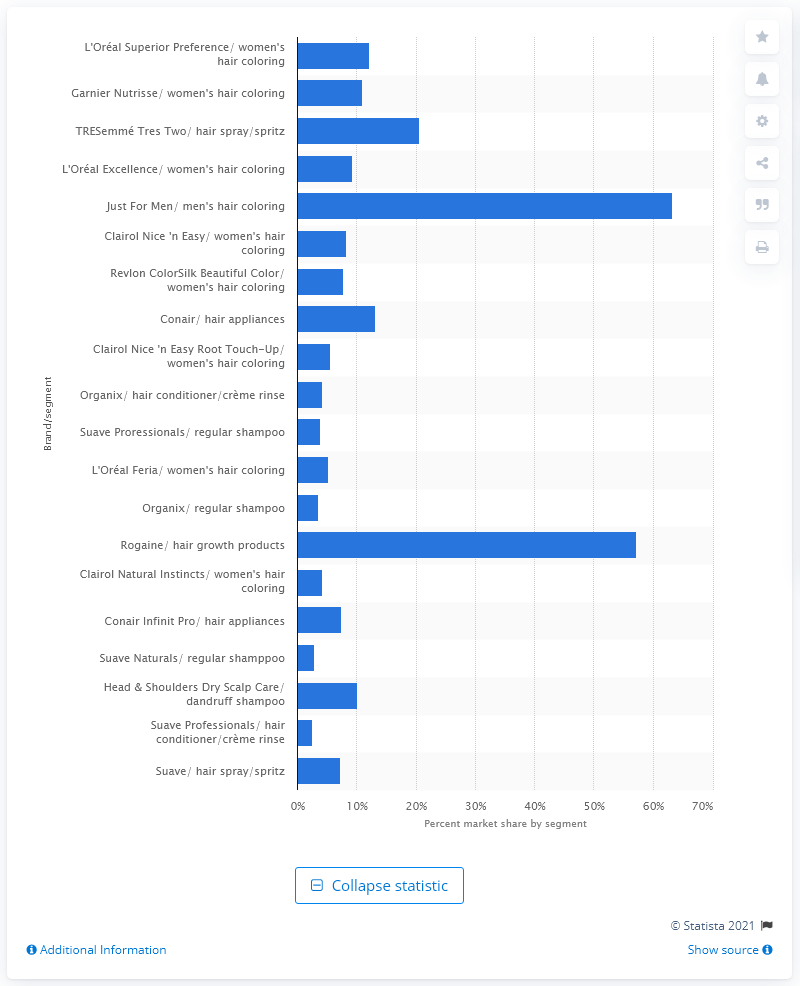 L'Oréal Superior Preference/ women's
hair coloring
Garnier Nutrisse/ women's hair coloring
TRESemmé Tres Two/ hair spray/spritz
L'Oréal Excellence/ women's hair coloring
Just For Men/ men's hair coloring
Clairol Nice 'n Easy/ women's hair
coloring
Revlon ColorSilk Beautiful Color/
women's hair coloring
Conair/ hair appliances
Clairol Nice 'n Easy Root Touch-Up/
women's hair coloring
Organix/ hair conditioner/crème rinse
Suave Proressionals/ regular shampoo
L'Oréal Feria/ women's hair coloring
Organix/ regular shampoo
Rogaine/ hair growth products
Clairol Natural Instincts/ women's hair
coloring
Conair Infinit Pro/ hair appliances
Suave Naturals/ regular shamppoo
Head & Shoulders Dry Scalp Care/
dandruff shampoo
Suave Professionals/ hair
conditioner/crème rinse
Suave/ hair spray/spritz
Brand/segment
0% 10% 20% 30% 40% 50% 60% 70%
Percent market share by segment
Collapse statistic
© Statista 2021
Additional Information
Show source